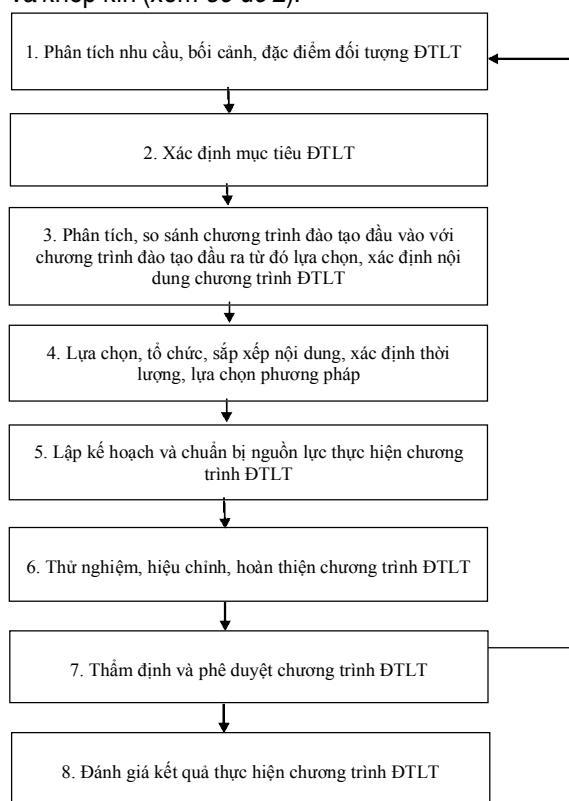 và khép kín (xem sơ đồ 2).
1. Phân tích nhu cầu, bối cảnh, đặc điểm đối tượng ĐTLT
2. Xác định mục tiêu ĐTLT
3. Phân tích, so sánh chương trình đào tạo đầu vào với
chương trình đào tạo đầu ra từ đó lựa chọn, xác định nội
dung chương trình ĐTLT
4. Lựa chọn, tổ chức, sắp xếp nội dung, xác định thời
lượng, lựa chọn phương pháp
5. Lập kế hoạch và chuẩn bị nguồn lực thực hiện chương
trình ĐTLT
6. Thử nghiệm, hiệu chỉnh, hoàn thiện chương trình ĐTLT
7. Thẩm định và phê duyệt chương trình ĐTLT
8. Đánh giá kết quả thực hiện chương trình ĐTLT